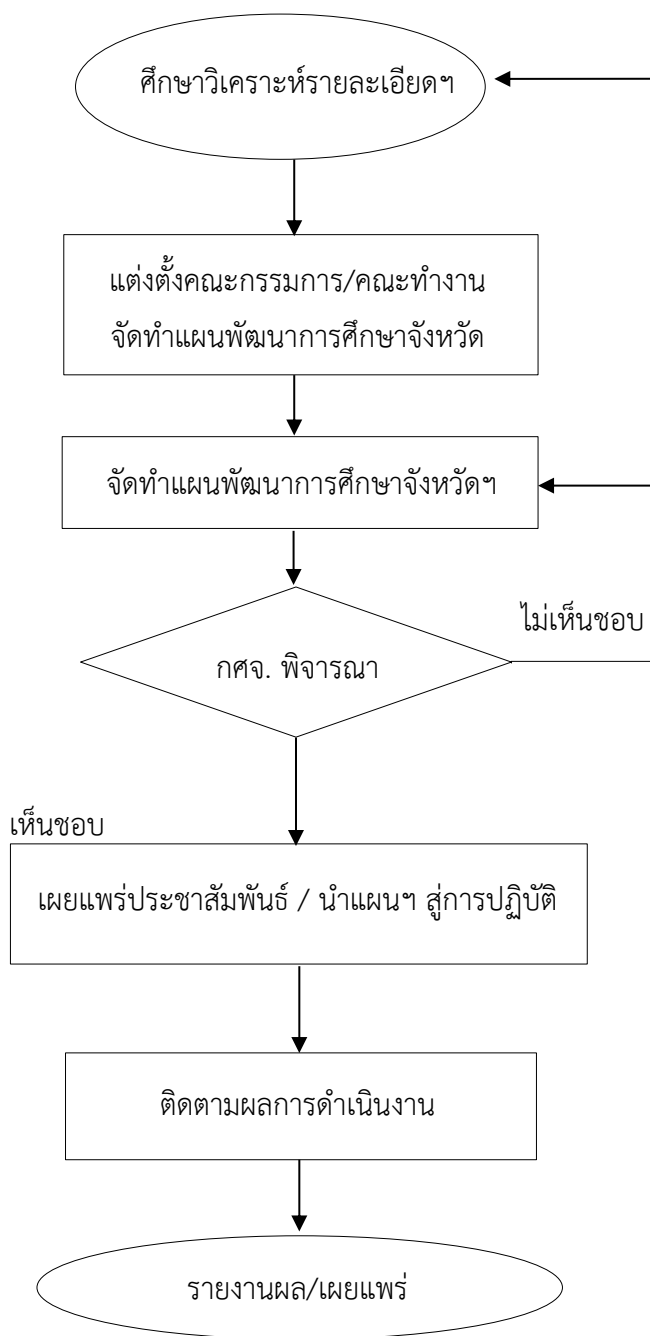 ศึกษาวิเคราะห์รายละเอียดฯ
แต่งตั้งคณะกรรมการ/คณะทำงาน
จัดทำแผนพัฒนาการศึกษาจังหวัด
จัดทำแผนพัฒนาการศึกษาจังหวัดฯ
ไม่เห็นชอบ
กศจ. พิจารณา
เห็นชอบ
เผยแพร่ประชาสัมพันธ์ / นำแผนฯ สู่การปฏิบัติ
ติดตามผลการดำเนินงาน
รายงานผล/เผยแพร่